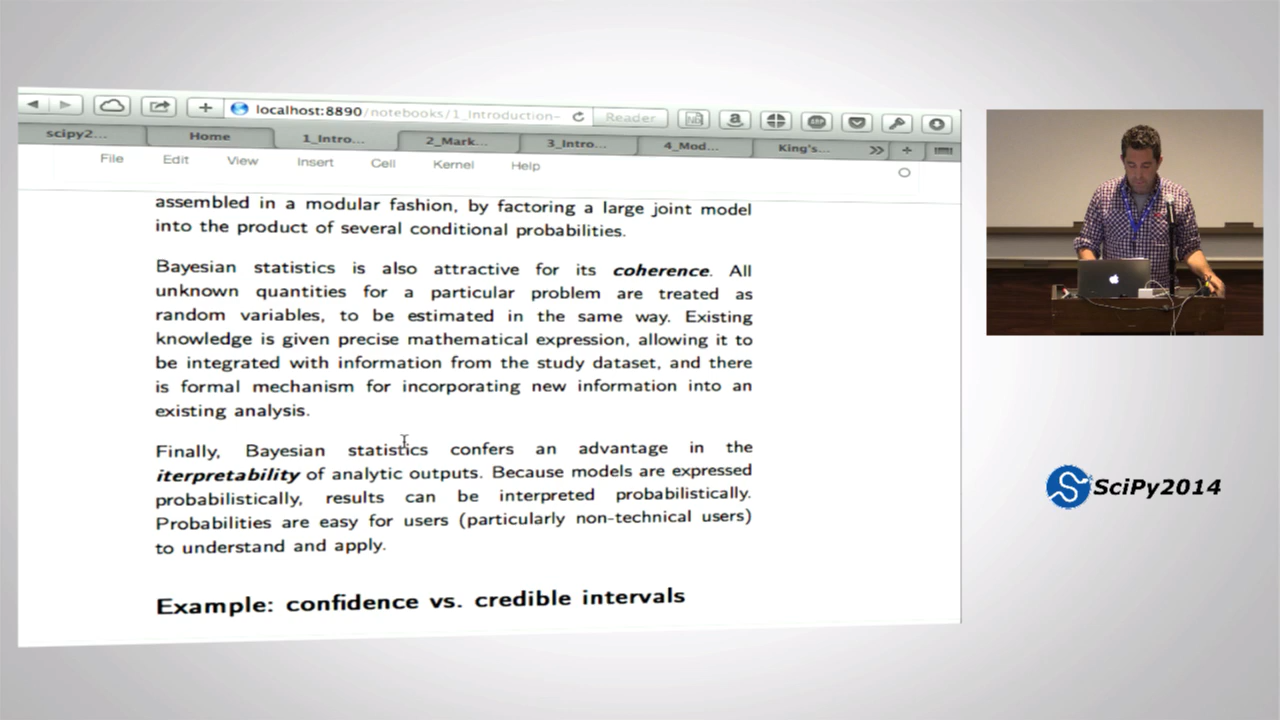 localhost:8890/notebooks/1_Introduction-
Reader
scipy2...
Home
1_Intro...
2_Mark...
3_Intro...
4_Mod...
King's...
File Edit View Insert Cell Kernel Help
assembled in a modular fashion, by factoring a large joint model
into the product of several conditional probabilities.
Bayesian statistics is also attractive for its coherence. All
unknown quantities for a particular problem are treated as
random variables, to be estimated in the same way. Existing
knowledge is given precise mathematical expression, allowing it to
be integrated with information from the study dataset, and there
is formal mechanism for incorporating new information into an
existing analysis.
Finally, Bayesian statistics confers an advantage in the
iterpretability of analytic outputs. Because models are expressed
probabilistically, results can be interpreted probabilistically.
Probabilities are easy for users (particularly non-technical users)
to understand and apply.
Example: confidence vs. credible intervals
SciPy2014